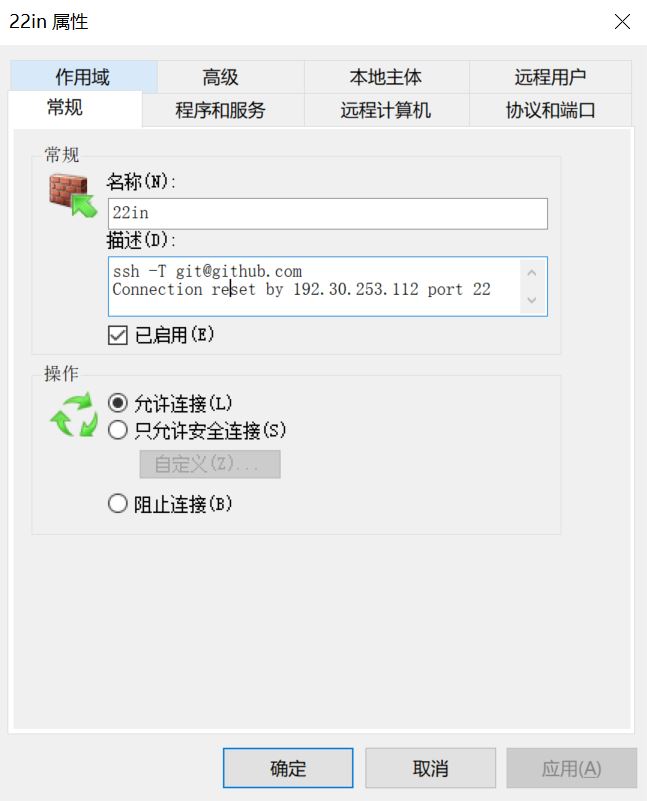 22in 属性
作用域 高级 本地主体 远程用户
常规 程序和服务 远程计算机 协议和端口
常规
名称(N):
22in
描述(D):
ssh -T git@github.com
Connection reset by 192.30.253.112 port 22
已启用(E)
操作
允许连接(L)
只允许安全连接(S)
自定义(Z)...
阻止连接(B)
确定 取消 应用(A)